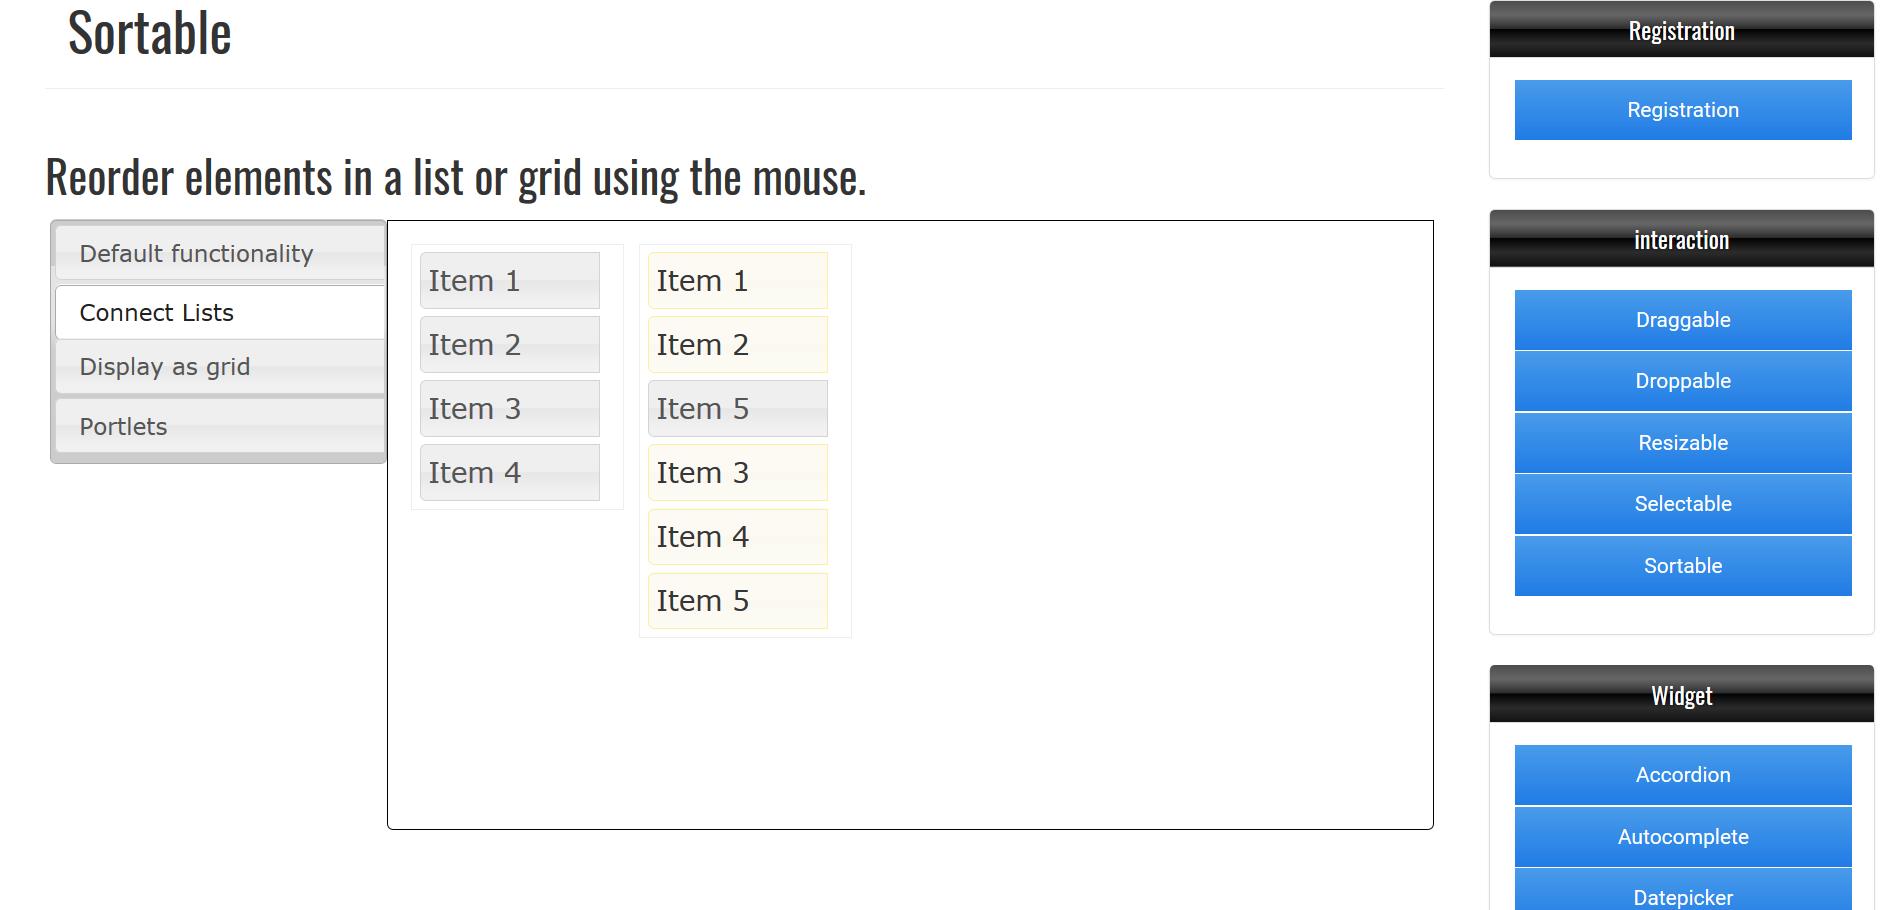 Sortable
Reorder elements in a list or grid using the mouse.
Default functionality
Connect Lists
Display as grid
Portlets
Item 1
Item 2
Item 3
Item 4
Item 1
Item 2
Item 5
Item 3
Item 4
Item 5
Registration
Registration
interaction
Draggable
Droppable
Resizable
Selectable
Sortable
Widget
Accordion
Autocomplete
Datepicker